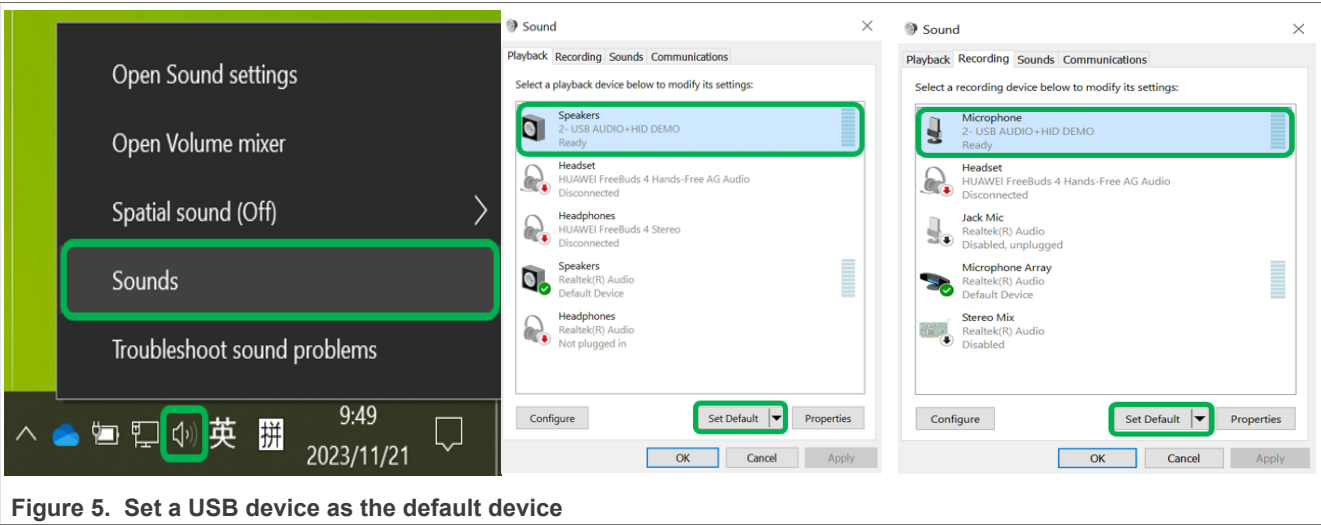 Open Sound settings
Open Volume mixer
Spatial sound (Off)
Sounds
Troubleshoot sound problems
英
拼
9:49
2023/11/21
Sound
Playback Recording Sounds Communications
Select a playback device below to modify its settings:
Speakers
2- USB AUDIO+HID DEMO
Ready
Headset
HUAWEI FreeBuds 4 Hands-Free AG Audio
Disconnected
Headphones
HUAWEI FreeBuds 4 Stereo
Disconnected
Speakers
Realtek(R) Audio
Default Device
Headphones
Realtek(R) Audio
Not plugged in
Configure Set Default Properties
OK Cancel Apply
Sound
Playback Recording Sounds Communications
Select a recording device below to modify its settings:
Microphone
2- USB AUDIO+HID DEMO
Ready
Headset
HUAWEI FreeBuds 4 Hands-Free AG Audio
Disconnected
Jack Mic
Realtek(R) Audio
Disabled, unplugged
Microphone Array
Realtek(R) Audio
Default Device
Stereo Mix
Realtek(R) Audio
Disabled
Configure Set Default Properties
OK Cancel Apply
Figure 5. Set a USB device as the default device